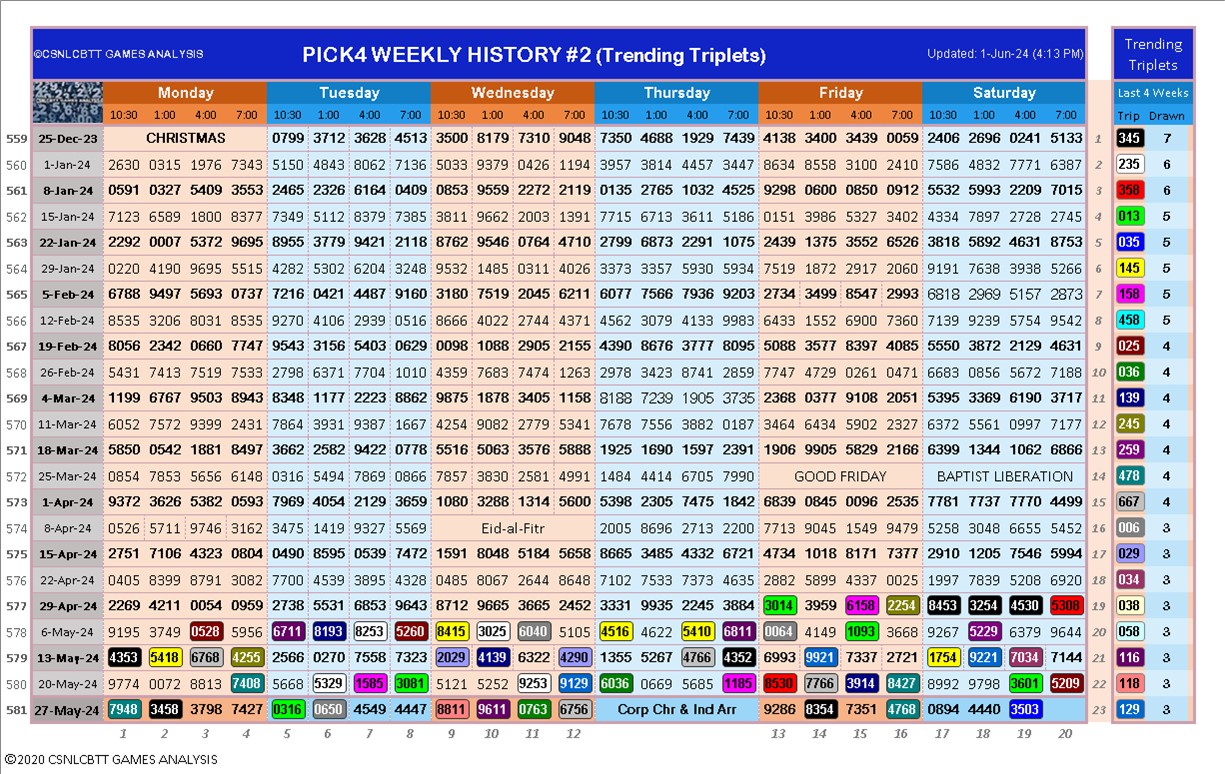 ©CSNLCBTT GAMES ANALYSIS PICK4 WEEKLY HISTORY #2 (Trending Triplets) Updated: 1-Jun-24 (4:13 PM) Trending
Triplets
Monday Tuesday Wednesday Thursday Friday Saturday Last 4 Weeks
10:30 1:00 4:00 7:00 10:30 1:00 4:00 7:00 10:30 1:00 4:00 7:00 10:30 1:00 4:00 7:00 10:30 1:00 4:00 7:00 10:30 1:00 4:00 7:00 Trip Drawn
559 25-Dec-23 CHRISTMAS 0799 3712 3628 4513 3500 8179 7310 9048 7350 4688 1929 7439 4138 3400 3439 0059 2406 2696 0241 5133 1 345 7
560 1-Jan-24 2630 0315 1976 7343 5150 4843 8062 7136 5033 9379 0426 1194 3957 3814 4457 3447 8634 8558 3100 2410 7586 4832 7771 6387 2 235 6
561 8-Jan-24 0591 0327 5409 3553 2465 2326 6164 0409 0853 9559 2272 2119 0135 2765 1032 4525 9298 0600 0850 0912 5532 5993 2209 7015 3 358 6
562 15-Jan-24 7123 6589 1800 8377 7349 5112 8379 7385 3811 9662 2003 1391 7715 6713 3611 5186 0151 3986 5327 3402 4334 7897 2728 2745 4 013 5
563 22-Jan-24 2292 0007 5372 9695 8955 3779 9421 2118 8762 9546 0764 4710 2799 6873 2291 1075 2439 1375 3552 6526 3818 5892 4631 8753 5 035 5
564 29-Jan-24 0220 4190 9695 5515 4282 5302 6204 3248 9532 1485 0311 4026 3373 3357 5930 5934 7519 1872 2917 2060 9191 7638 3938 5266 6 145 5
565 5-Feb-24 6788 9497 5693 0737 7216 0421 4487 9168 3180 7519 2045 6211 6077 7566 7936 9203 2734 3499 8547 2993 6818 2969 5157 2873 7 158 5
566 12-Feb-24 8535 3206 8031 8535 9270 4106 2939 0518 8666 4022 2744 4371 4562 3079 4133 9983 6433 1552 6900 7360 7139 9239 5754 9542 8 458 5
567 19-Feb-24 8056 2342 0660 7747 9543 3156 5403 0629 0098 1088 2905 2155 4390 8676 3777 8095 5088 3577 8397 4085 5550 3872 2129 4631 9 025 4
568 26-Feb-24 5431 7413 7519 7533 2798 6371 7704 1010 4359 7683 7474 1263 2978 3423 8741 2859 7747 4729 0261 0471 6683 0856 5672 7188 10 036 4
569 4-Mar-24 1199 6767 9503 8943 8348 1177 2223 8862 9875 1878 3405 1158 8188 7239 1905 3735 2368 0377 9108 2051 5395 3369 6190 3717 11 139 4
570 11-Mar-24 6052 7572 9399 2431 7864 3931 9387 1667 4254 9082 2779 5341 7678 7556 3882 0187 3464 6434 5902 2327 6372 5561 0997 7177 12 245 4
571 18-Mar-24 5850 0542 1881 8497 3662 2582 9422 0778 5516 5063 3576 5778 1925 1690 1597 2391 1906 9905 5829 2166 6399 1344 1062 6866 13 259 4
572 25-Mar-24 0854 7853 5656 6148 0316 5494 7869 0866 0857 3830 2581 4991 1484 4414 6705 7990 GOOD FRIDAY BAPTIST LIBERATION 14 478 4
573 1-Apr-24 9372 3626 5382 0593 7969 4054 2129 3659 1080 3288 1314 5600 5398 2305 7475 1842 6839 0845 0096 2535 7781 7737 7770 4499 15 667 4
574 8-Apr-24 0526 5711 9746 3162 3475 1419 9327 5569 Eid-al-Fitr 2005 8696 2713 2200 7713 9045 1549 9479 5258 3048 6655 5452 16 006 3
575 15-Apr-24 2751 7106 4323 0804 0490 8595 0539 7472 1591 8048 5184 5658 8665 3485 4332 6721 4734 1018 8171 7377 2910 1205 7546 5994 17 029 3
576 22-Apr-24 0405 8399 8791 3082 7700 4539 3895 4328 0485 8067 2644 8648 7102 7533 7373 4635 2882 5899 4337 0025 1997 7839 5208 6920 18 034 3
577 29-Apr-24 2269 4211 0054 0959 2738 5531 6853 9643 8712 9665 3665 2452 3331 9935 2245 3884 3014 3959 6158 2254 8453 3254 4530 5308 19 038 3
578 6-May-24 9195 3749 0528 5956 6711 8193 8253 5260 8415 3025 6040 5105 4516 4622 5410 6811 0064 4149 1093 3668 9267 5229 6379 9644 20 058 3
579 13-May-24 4353 5418 6768 4255 2566 0270 7558 7323 2029 4139 6322 4290 1355 5267 4766 4352 6993 9921 7337 2721 1754 9221 7034 7144 21 116 3
580 20-May-24 9774 0072 8813 7408 5668 5329 1585 3081 5121 5252 9253 9129 6036 0669 5685 1185 8530 7766 3914 8427 8992 9798 3601 5209 22 118 3
581 27-May-24 7948 3458 3798 7427 0316 0650 4549 4447 8811 9611 0763 6756 Corp Chr & Ind Arr 9286 8354 7351 4768 0894 4440 3503 23 129 3
1 2 3 4 5 6 7 8 9 10 11 12 13 14 15 16 17 18 19 20
©2020 CSNLCBTT GAMES ANALYSIS